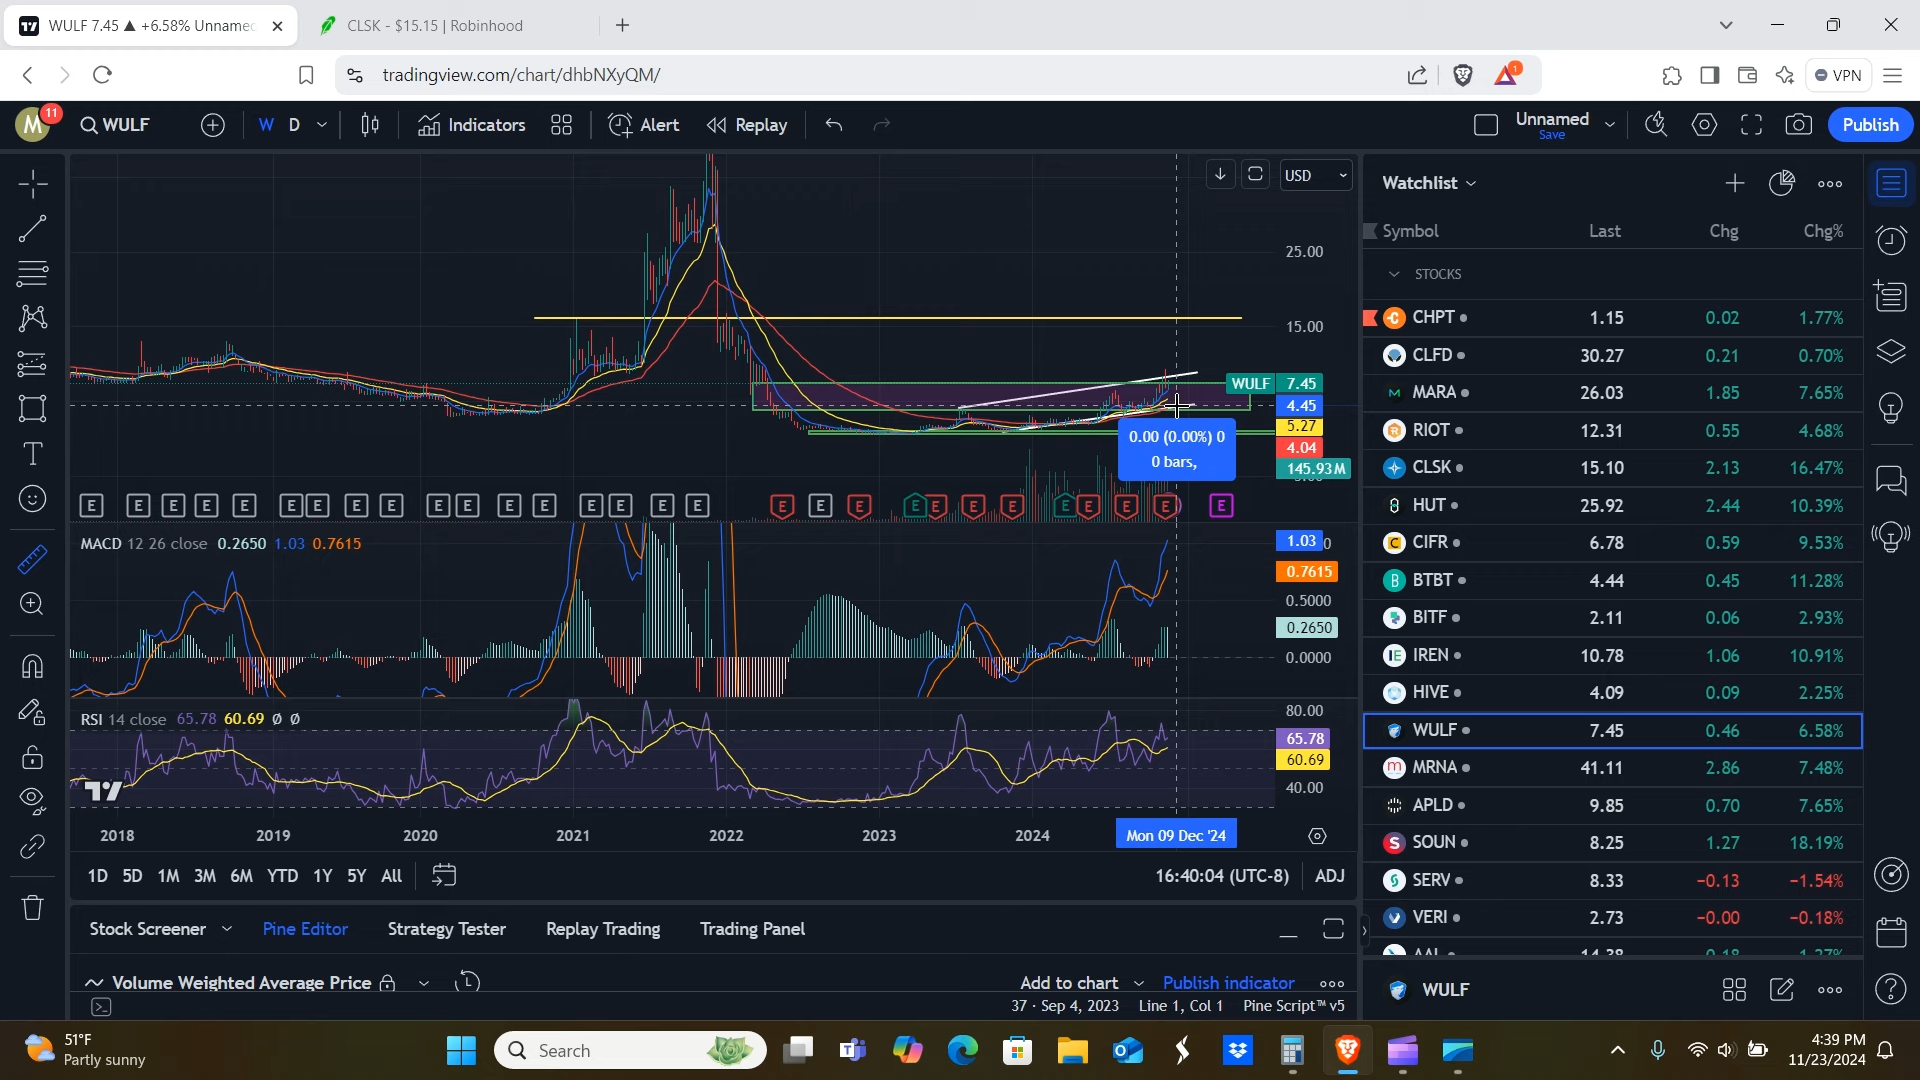 WULF 7.45 ▲ +6.58% Unname
CLSK - $15.15 | Robinhood
tradingview.com/chart/dhbNXyQM/
1
VPN
M
11
WULF
W
D
Indicators
Alert
Replay
Unnamed
Save
Publish
USD
25.00
15.00
WULF 7.45
4.45
5.27
4.04
145.93M
0.00 (0.00%) 0
0 bars,
E E E E E E E E E E E E E E E E E E E E E E E E E E E E E
MACD 12 26 close 0.2650 1.03 0.7615
1.03
0.7615
0.5000
0.2650
0.0000
RSI 14 close 65.78 60.69 Ø Ø
80.00
65.78
60.69
40.00
2018 2019 2020 2021 2022 2023 2024 Mon 09 Dec '24
1D 5D 1M 3M 6M YTD 1Y 5Y All
16:40:04 (UTC-8) ADJ
Stock Screener Pine Editor Strategy Tester Replay Trading Trading Panel
Volume Weighted Average Price
Add to chart Publish indicator
37 · Sep 4, 2023 Line 1, Col 1 Pine Script™ v5
Watchlist
Symbol Last Chg Chg%
STOCKS
CHPT 1.15 0.02 1.77%
CLFD 30.27 0.21 0.70%
MARA 26.03 1.85 7.65%
RIOT 12.31 0.55 4.68%
CLSK 15.10 2.13 16.47%
HUT 25.92 2.44 10.39%
CIFR 6.78 0.59 9.53%
BTBT 4.44 0.45 11.28%
BITF 2.11 0.06 2.93%
IREN 10.78 1.06 10.91%
HIVE 4.09 0.09 2.25%
WULF 7.45 0.46 6.58%
MRNA 41.11 2.86 7.48%
APLD 9.85 0.70 7.65%
SOUN 8.25 1.27 18.19%
SERV 8.33 −0.13 −1.54%
VERI 2.73 −0.00 −0.18%
WULF
51°F
Partly sunny
Search
4:39 PM
11/23/2024